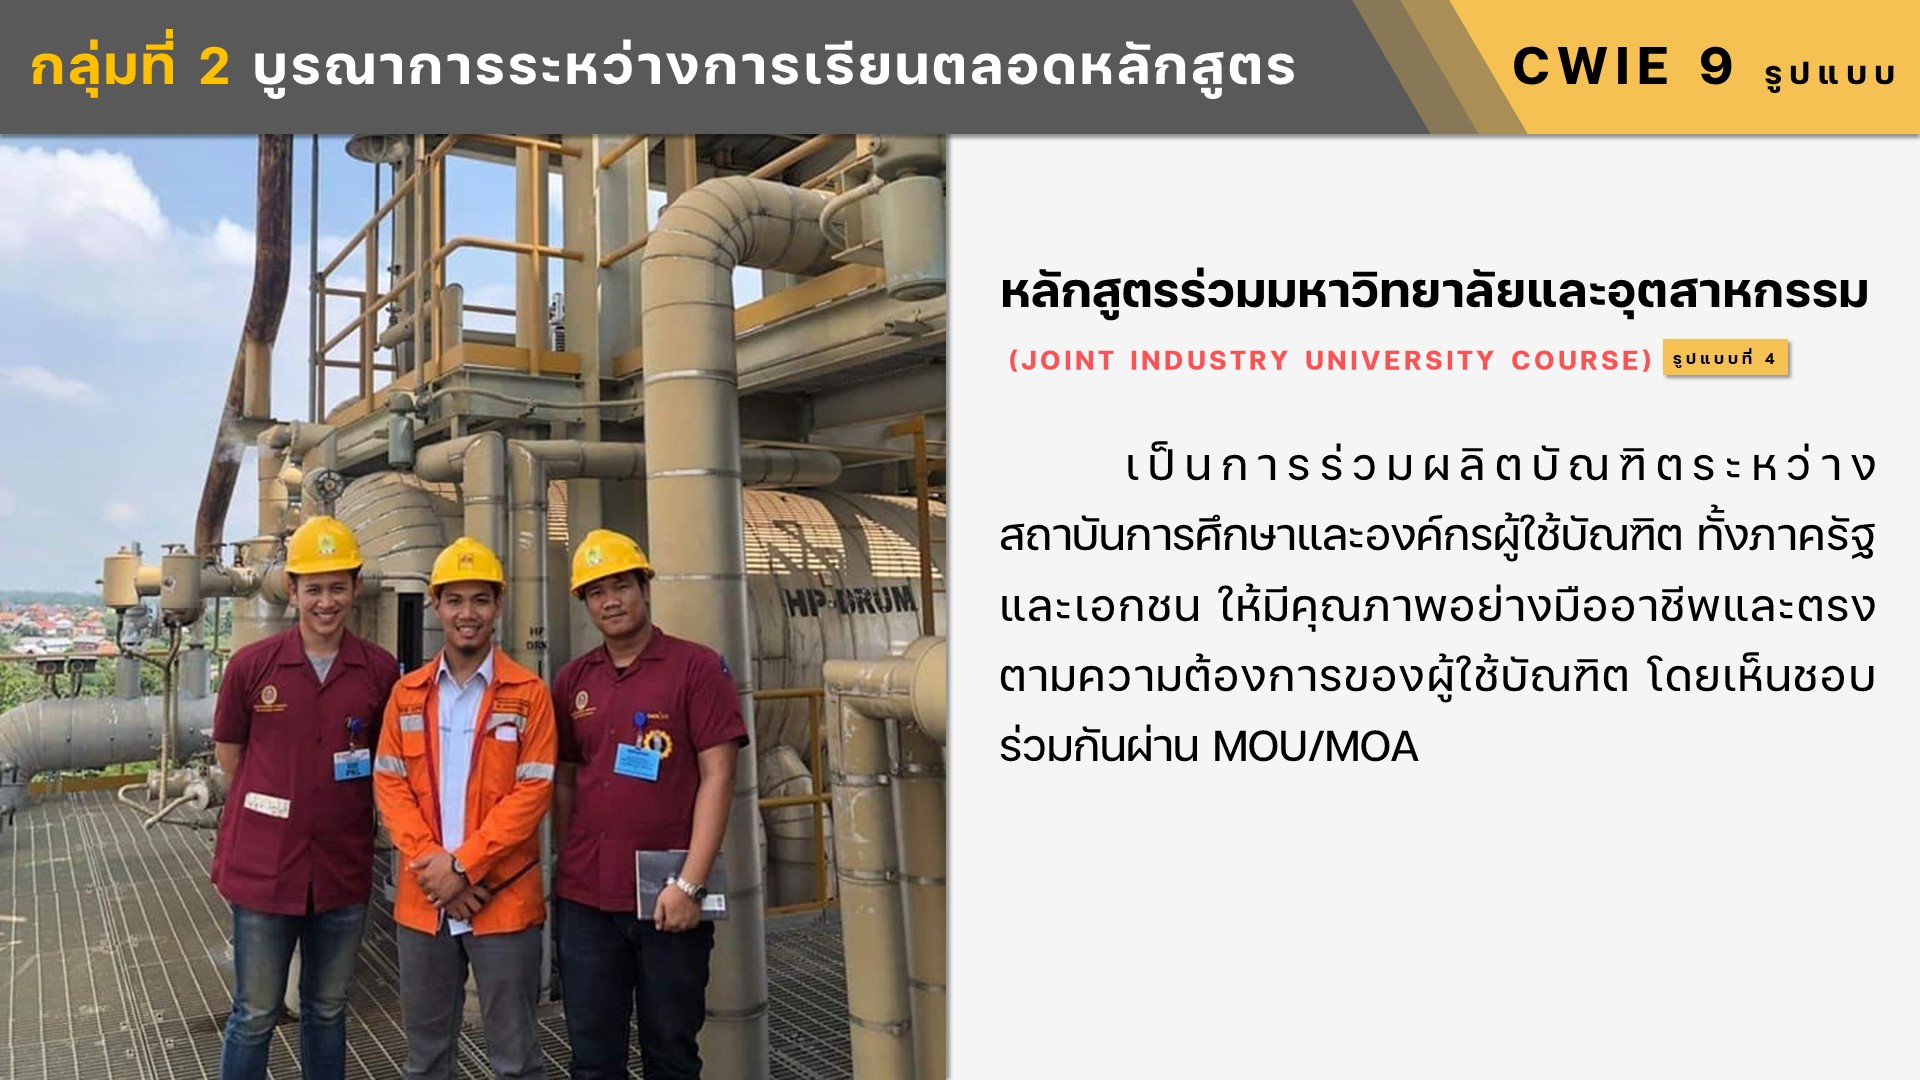 กลุ่มที่ 2 บูรณาการระหว่างการเรียนตลอดหลักสูตร
CWIE 9 รูปแบบ
หลักสูตรร่วมมหาวิทยาลัยและอุตสาหกรรม
(JOINT INDUSTRY UNIVERSITY COURSE) รูปแบบที่ 4
เป็นการร่วมผลิตบัณฑิตระหว่าง
สถาบันการศึกษาและองค์กรผู้ใช้บัณฑิต ทั้งภาครัฐ
และเอกชน ให้มีคุณภาพอย่างมืออาชีพและตรง
ตามความต้องการของผู้ใช้บัณฑิต โดยเห็นชอบ
ร่วมกันผ่าน MOU/MOA
HP-DRUM
HP
DRN
PKL